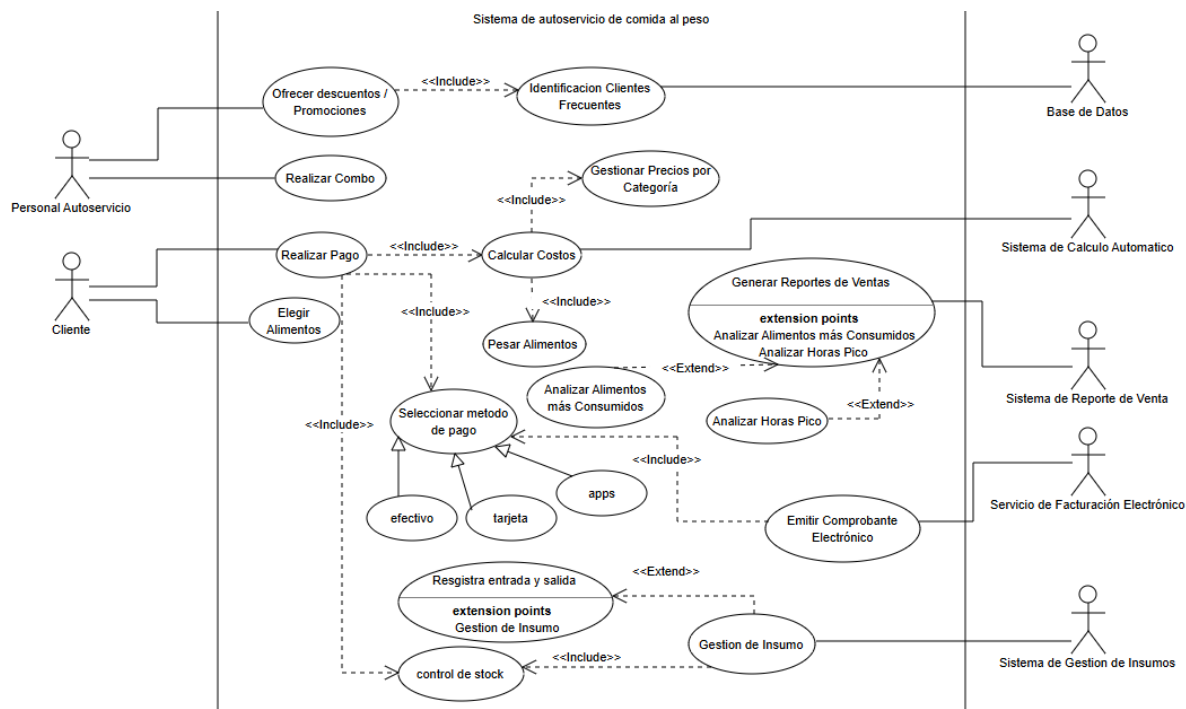 Sistema de autoservicio de comida al peso
Ofrecer descuentos /
Promociones
<<Include>>
Identificacion Clientes
Frecuentes
Base de Datos
Personal Autoservicio
Realizar Combo
Gestionar Precios por
Categoría
<<Include>>
Realizar Pago
<<Include>>
Calcular Costos
Sistema de Calculo Automatico
Cliente
Elegir
Alimentos
<<Include>>
<<Include>>
Pesar Alimentos
Generar Reportes de Ventas
extension points
Analizar Alimentos más Consumidos
Analizar Horas Pico
<<Extend>>
Analizar Alimentos
más Consumidos
<<Extend>>
Analizar Horas Pico
Sistema de Reporte de Venta
<<Include>>
Seleccionar metodo
de pago
<<Include>>
efectivo
tarjeta
apps
Emitir Comprobante
Electrónico
Servicio de Facturación Electrónico
Resgistra entrada y salida
extension points
Gestion de Insumo
<<Extend>>
Gestion de Insumo
<<Include>>
control de stock
Sistema de Gestion de Insumos